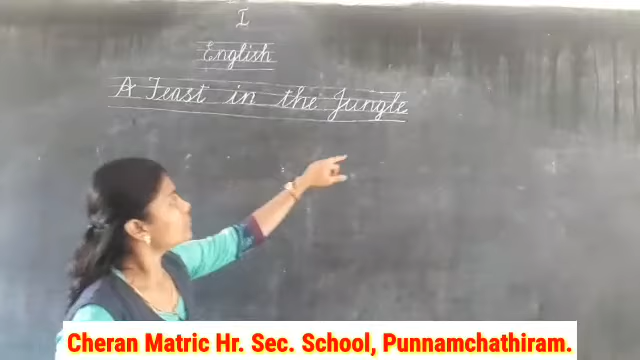 I
English
A Feast in the Jungle
Cheran Matric Hr. Sec. School, Punnamchathiram.